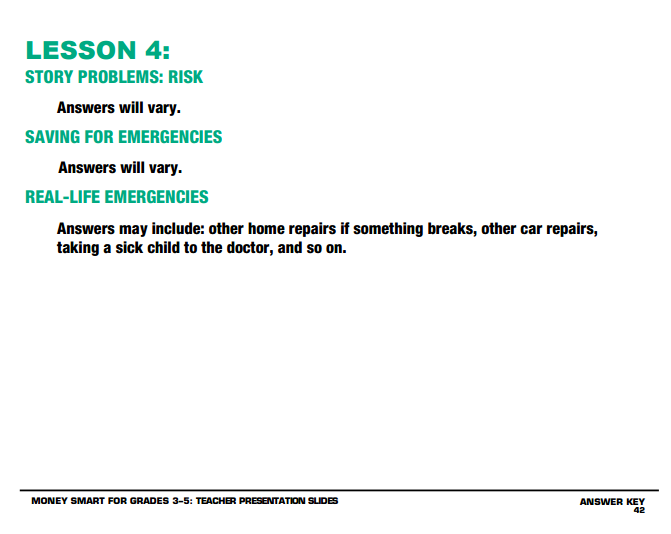 LESSON 4:
STORY PROBLEMS: RISK
Answers will vary.
SAVING FOR EMERGENCIES
Answers will vary.
REAL-LIFE EMERGENCIES
Answers may include: other home repairs if something breaks, other car repairs,
taking a sick child to the doctor, and so on.
MONEY SMART FOR GRADES 3–5: TEACHER PRESENTATION SLIDES
ANSWER KEY
42